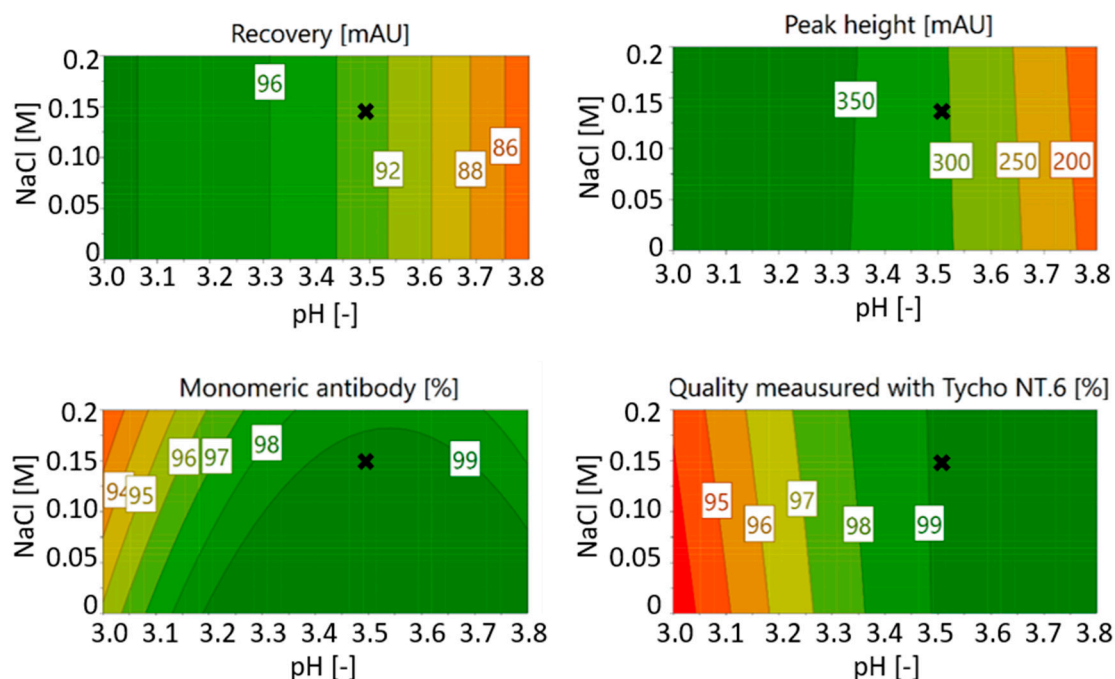 Recovery [mAU]
NaCl [M]
0.2
0.15
0.10
0.05
0
96
92
88
86
3.0 3.1 3.2 3.3 3.4 3.5 3.6 3.7 3.8
pH [-]
Peak height [mAU]
NaCl [M]
0.2
0.15
0.10
0.05
0
350
300
250
200
3.0 3.1 3.2 3.3 3.4 3.5 3.6 3.7 3.8
pH [-]
Monomeric antibody [%]
NaCl [M]
0.2
0.15
0.10
0.05
0
94
95
96
97
98
99
3.0 3.1 3.2 3.3 3.4 3.5 3.6 3.7 3.8
pH [-]
Quality meausured with Tycho NT.6 [%]
NaCl [M]
0.2
0.15
0.10
0.05
0
95
96
97
98
99
3.0 3.1 3.2 3.3 3.4 3.5 3.6 3.7 3.8
pH [-]